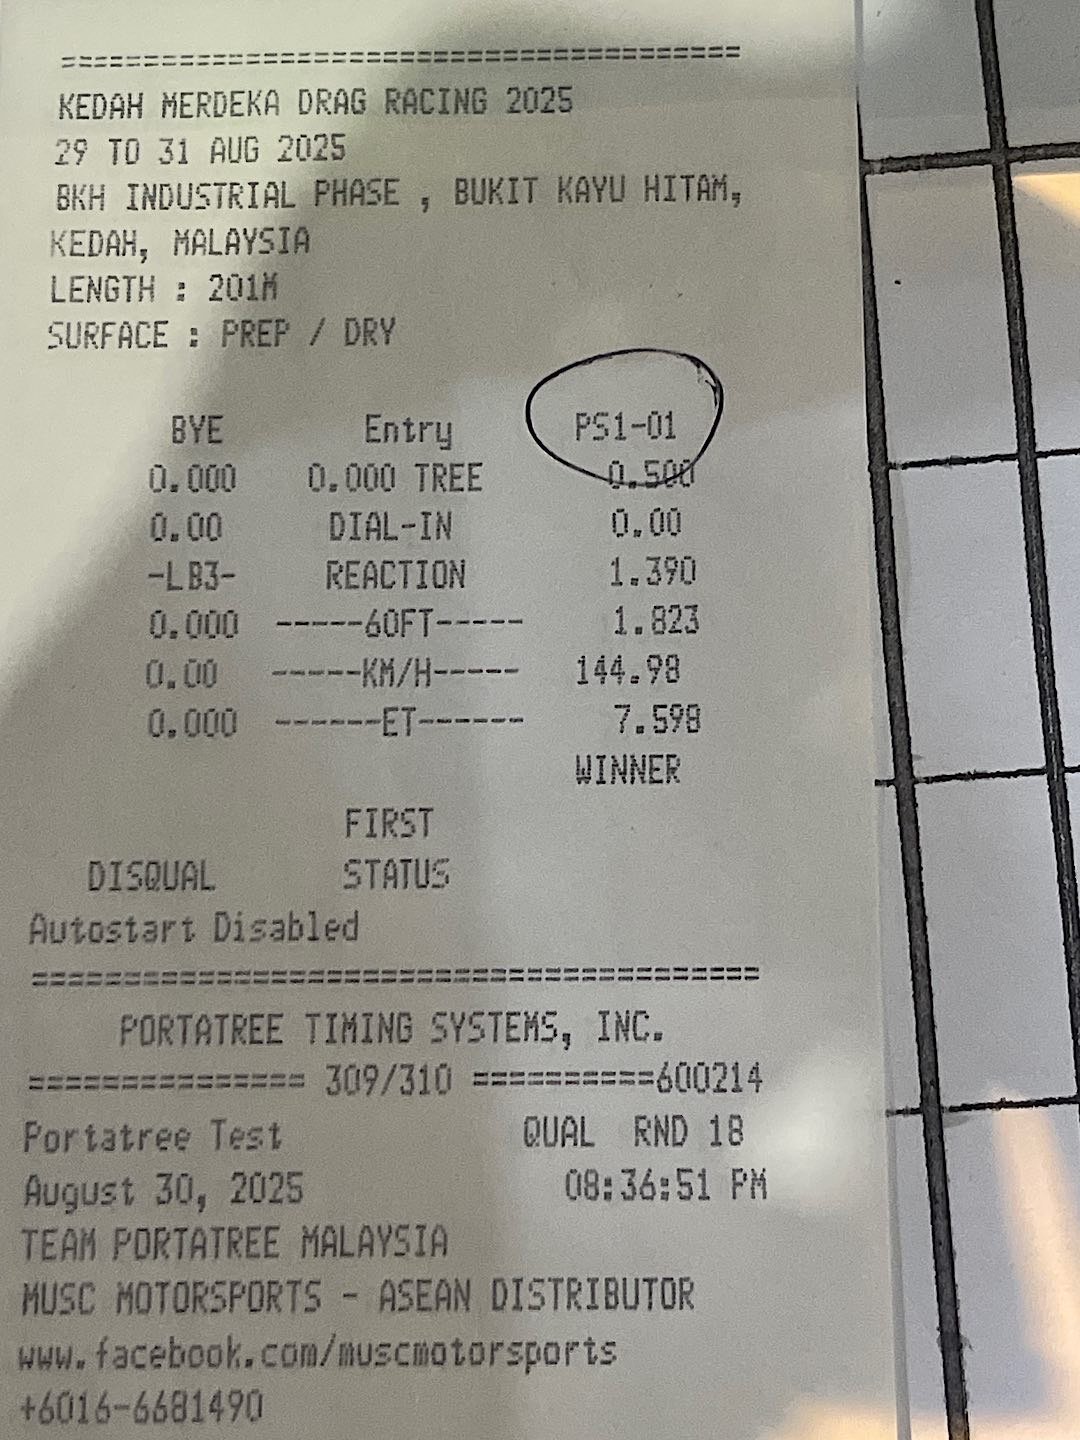 =======================================
KEDAH MERDEKA DRAG RACING 2025
29 TO 31 AUG 2025
BKH INDUSTRIAL PHASE , BUKIT KAYU HITAM,
KEDAH, MALAYSIA
LENGTH : 201M
SURFACE : PREP / DRY
BYE Entry PS1-01
0.000 0.000 TREE 0.500
0.00 DIAL-IN 0.00
-LB3- REACTION 1.390
0.000 -----60FT----- 1.823
0.00 -----KM/H----- 144.98
0.000 ------ET------ 7.598
WINNER
FIRST
DISQUAL STATUS
Autostart Disabled
========================================
PORTATREE TIMING SYSTEMS, INC.
=============== 309/310 ==========600214
Portatree Test QUAL RND 18
August 30, 2025 08:36:51 PM
TEAM PORTATREE MALAYSIA
MUSC MOTORSPORTS - ASEAN DISTRIBUTOR
www.facebook.com/muscmotorsports
+6016-6681490